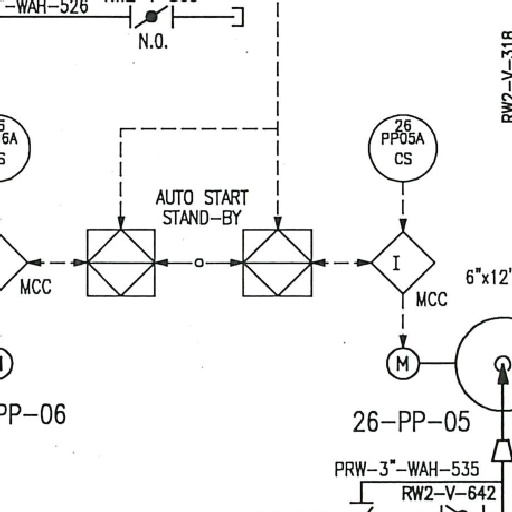 "-WAH-526
N.O.
RW2-V-318
6A
S
26
PP05A
CS
AUTO START
STAND-BY
I
MCC
MCC
6"x12"
M
PP-06
26-PP-05
PRW-3"-WAH-535
RW2-V-642